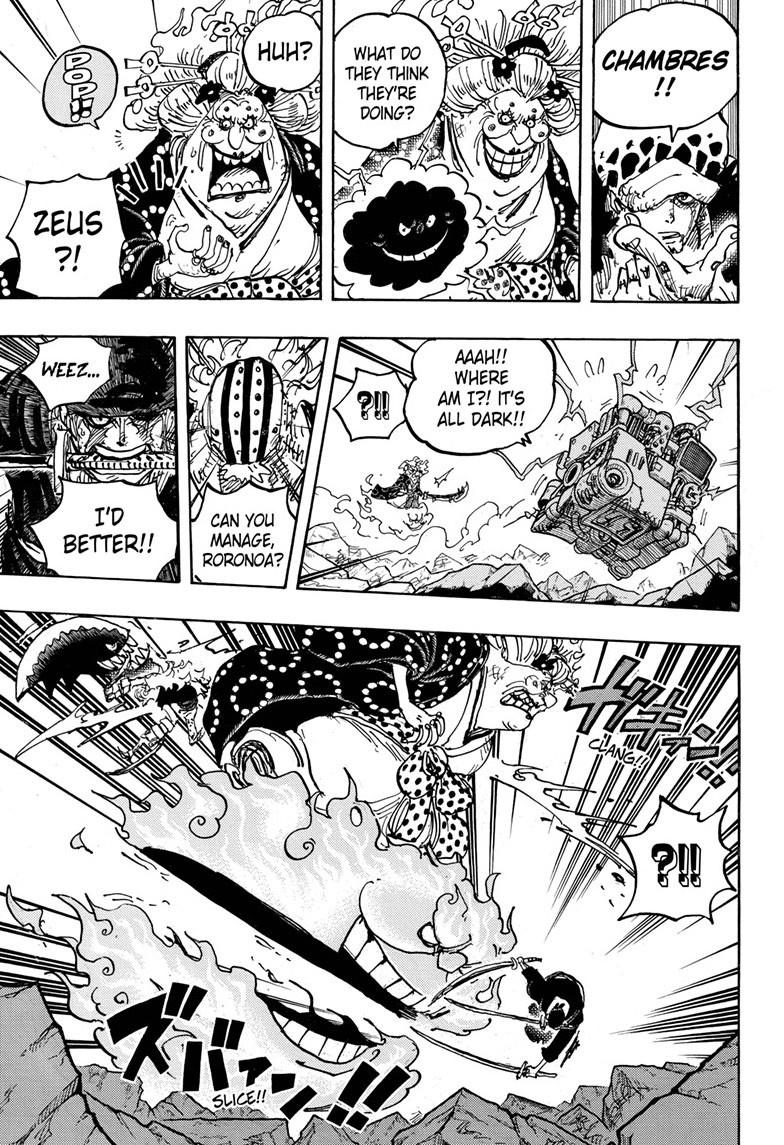 CHAMBRES
!!
WHAT DO
THEY THINK
THEY'RE
DOING?
HUH?
POP!!
ZEUS
?!
AAAH!!
WHERE
AM I?! IT'S
ALL DARK!!
?!!
CAN YOU
MANAGE,
RORONOA?
WEEZ...
I'D
BETTER!!
ガキィン!!
CLANG!!
?!!
ズバァン!!
SLICE!!